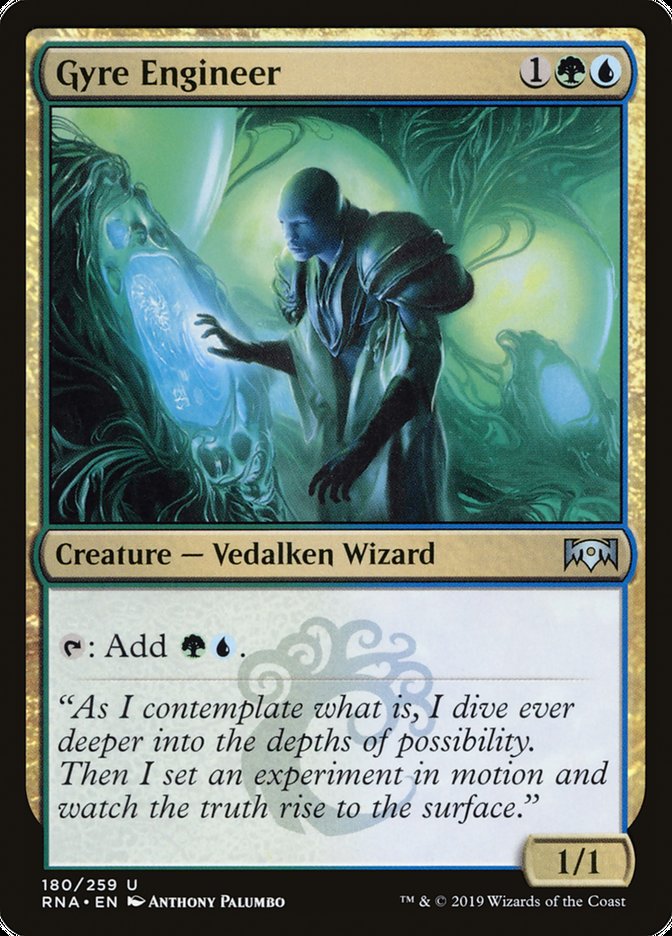 Gyre Engineer 1
Creature — Vedalken Wizard
: Add .
“As I contemplate what is, I dive ever
deeper into the depths of possibility.
Then I set an experiment in motion and
watch the truth rise to the surface.”
1/1
180/259 U
RNA • EN Anthony Palumbo
™ & © 2019 Wizards of the Coast